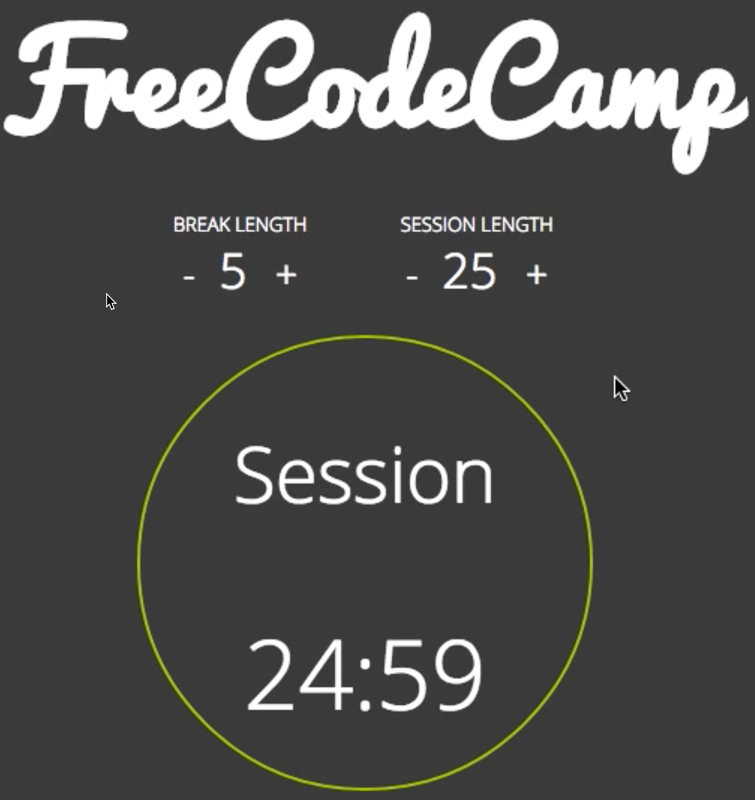 FreeCodeCamp
BREAK LENGTH SESSION LENGTH
- 5 + - 25 +
Session
24:59